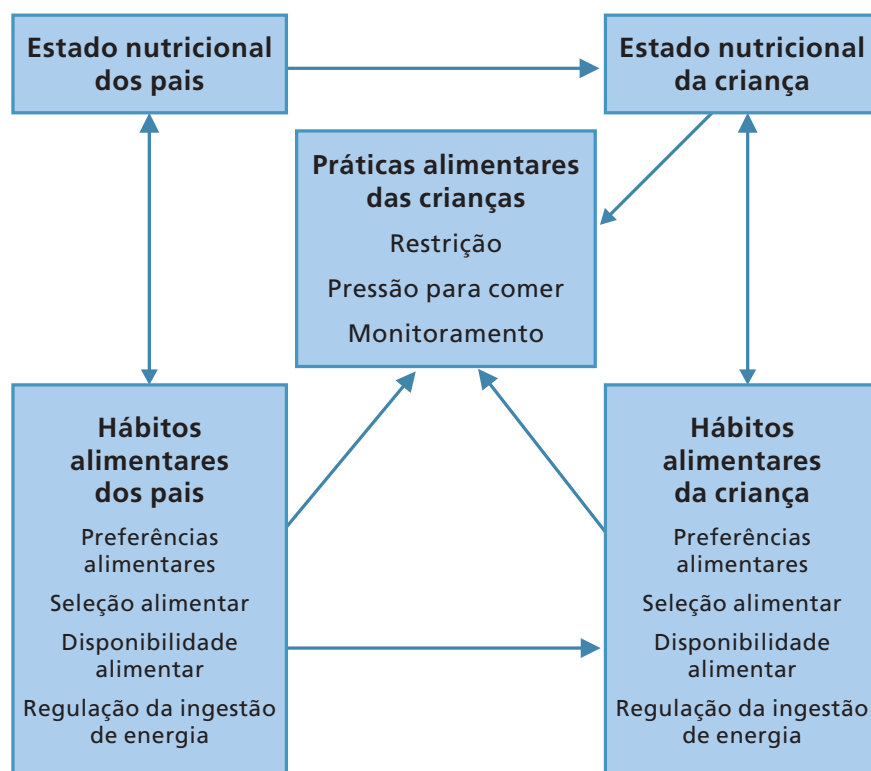 Estado nutricional
dos pais
Estado nutricional
da criança
Práticas alimentares
das crianças
Restrição
Pressão para comer
Monitoramento
Hábitos
alimentares
dos pais
Preferências
alimentares
Seleção alimentar
Disponibilidade
alimentar
Regulação da ingestão
de energia
Hábitos
alimentares
da criança
Preferências
alimentares
Seleção alimentar
Disponibilidade
alimentar
Regulação da ingestão
de energia